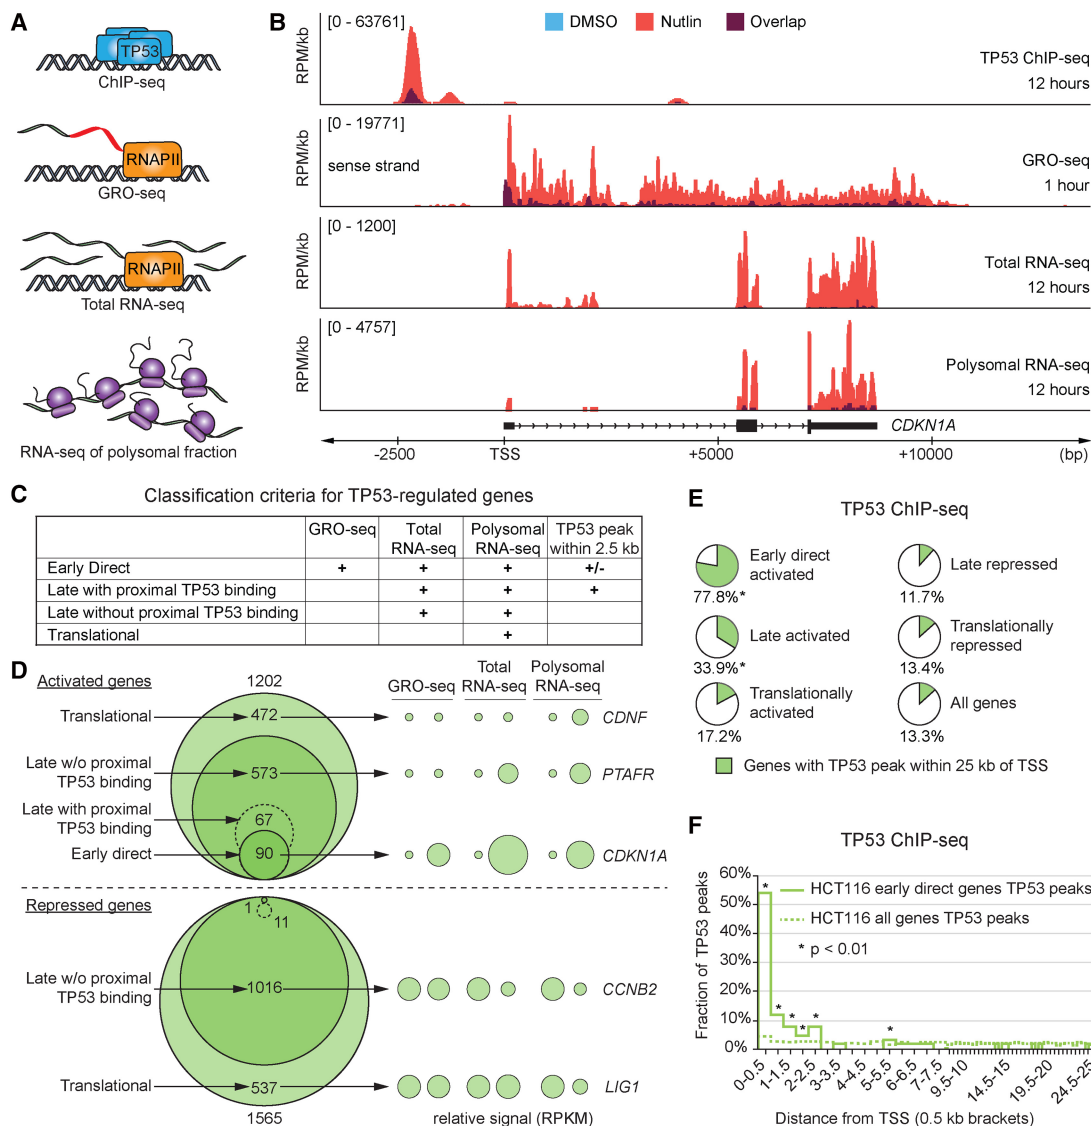 A
TP53
ChIP-seq
RNAPII
GRO-seq
RNAPII
Total RNA-seq
RNA-seq of polysomal fraction
B
DMSO Nutlin Overlap
RPM/kb
[0 - 63761]
TP53 ChIP-seq
12 hours
RPM/kb
[0 - 19771]
sense strand
GRO-seq
1 hour
RPM/kb
[0 - 1200]
Total RNA-seq
12 hours
RPM/kb
[0 - 4757]
Polysomal RNA-seq
12 hours
CDKN1A
-2500 TSS +5000 +10000 (bp)
C
Classification criteria for TP53-regulated genes
GRO-seq Total RNA-seq Polysomal RNA-seq TP53 peak within 2.5 kb
Early Direct + + + +/-
Late with proximal TP53 binding + + +
Late without proximal TP53 binding + +
Translational +
D
Activated genes
1202
GRO-seq Total RNA-seq Polysomal RNA-seq
Translational 472 CDNF
Late w/o proximal
TP53 binding
573 PTAFR
Late with proximal
TP53 binding
67
Early direct 90 CDKN1A
Repressed genes
1
11
Late w/o proximal
TP53 binding
1016 CCNB2
Translational 537 LIG1
1565
relative signal (RPKM)
E
TP53 ChIP-seq
Early direct
activated
77.8%*
Late repressed
11.7%
Late activated
33.9%*
Translationally
repressed
13.4%
Translationally
activated
17.2%
All genes
13.3%
Genes with TP53 peak within 25 kb of TSS
F
TP53 ChIP-seq
Fraction of TP53 peaks
60%
50%
40%
30%
20%
10%
0%
HCT116 early direct genes TP53 peaks
HCT116 all genes TP53 peaks
* p < 0.01
* * * * * *
0-0.5 1-1.5 2-2.5 3-3.5 4-4.5 5-5.5 6-6.5 7-7.5 9.5-10 14.5-15 19.5-20 24.5-25
Distance from TSS (0.5 kb brackets)